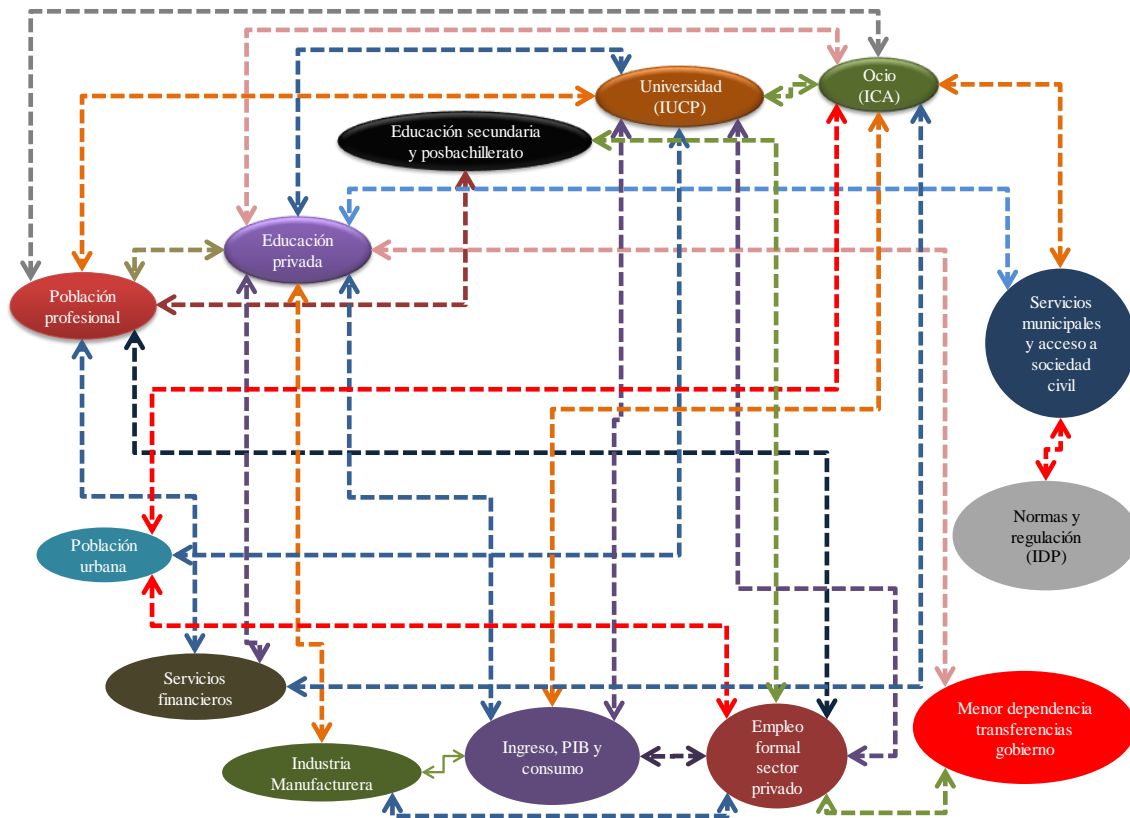 Universidad
(IUCP)
Ocio
(ICA)
Educación secundaria
y posbachillerato
Educación
privada
Población
profesional
Servicios
municipales
y acceso a
sociedad
civil
Normas y
regulación
(IDP)
Población
urbana
Servicios
financieros
Industria
Manufacturera
Ingreso, PIB y
consumo
Empleo
formal
sector
privado
Menor dependencia
transferencias
gobierno